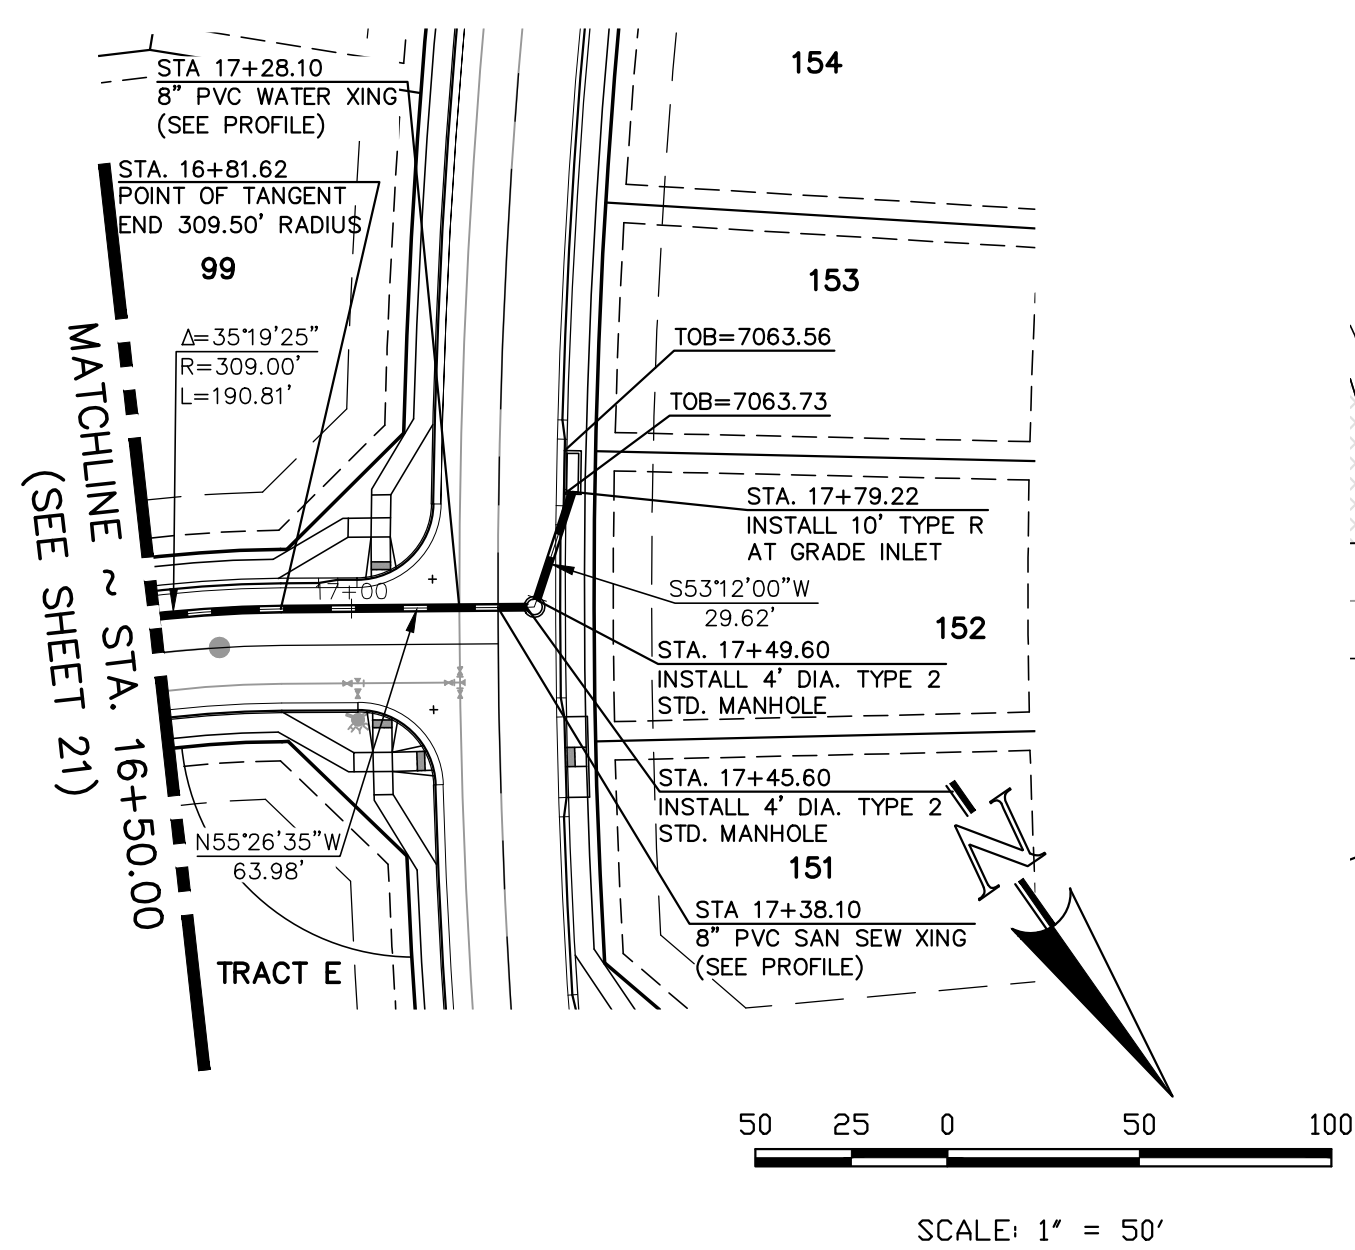 154
STA 17+28.10
8" PVC WATER XING
(SEE PROFILE)
STA. 16+81.62
POINT OF TANGENT
END 309.50' RADIUS
99
153
Δ=35°19'25"
R=309.00'
L=190.81'
TOB=7063.56
TOB=7063.73
MATCHLINE ~ STA. 16+50.00
(SEE SHEET 21)
STA. 17+79.22
INSTALL 10' TYPE R
AT GRADE INLET
17+00
S53°12'00"W
29.62'
152
STA. 17+49.60
INSTALL 4' DIA. TYPE 2
STD. MANHOLE
STA. 17+45.60
INSTALL 4' DIA. TYPE 2
STD. MANHOLE
N55°26'35"W
63.98'
151
STA 17+38.10
8" PVC SAN SEW XING
(SEE PROFILE)
TRACT E
N
50 25 0 50 100
SCALE: 1" = 50'